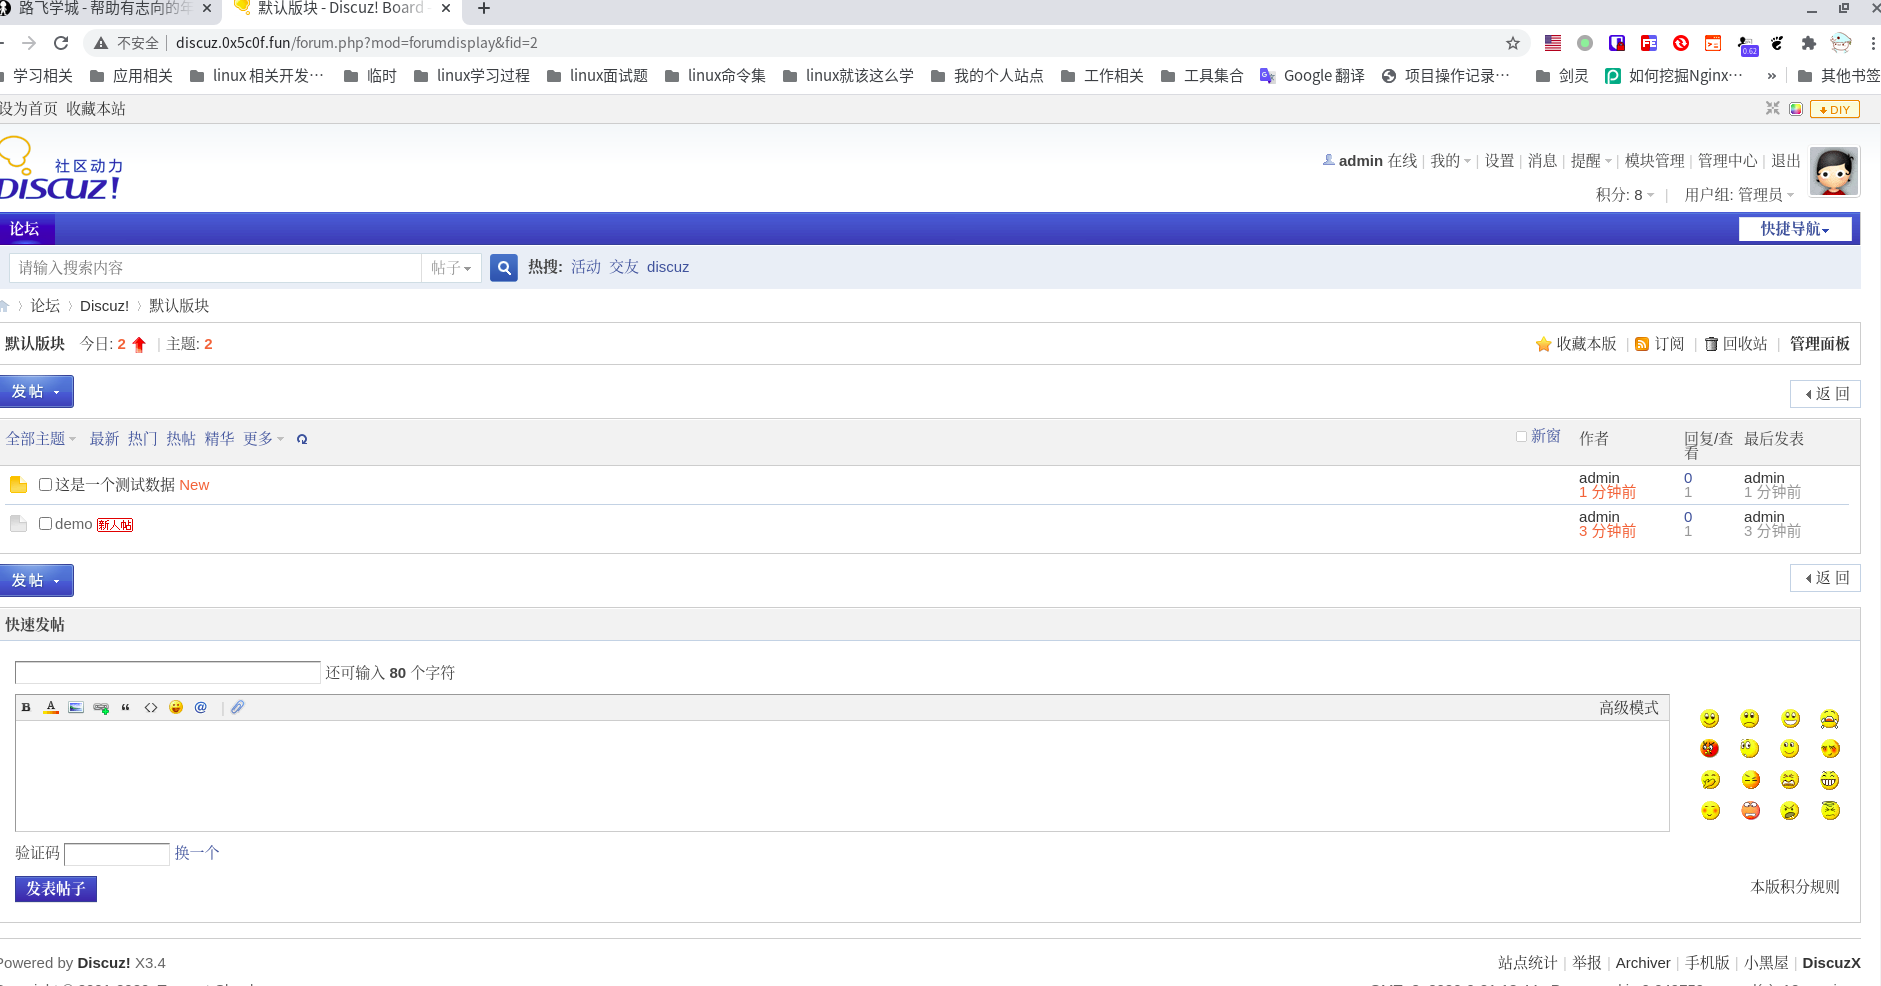 路飞学城 - 帮助有志向的年
默认版块 - Discuz! Board -
不安全 discuz.0x5c0f.fun/forum.php?mod=forumdisplay&fid=2
0.62
学习相关 应用相关 linux 相关开发… 临时 linux学习过程 linux面试题 linux命令集 linux就该这么学 我的个人站点 工作相关 工具集合 Google 翻译 项目操作记录… 剑灵 如何挖掘Nginx… » 其他书签
设为首页 收藏本站 DIY
社区动力
DISCUZ!
admin 在线 | 我的 | 设置 | 消息 | 提醒 | 模块管理 | 管理中心 | 退出
积分: 8 | 用户组: 管理员
论坛 快捷导航
请输入搜索内容 帖子 热搜: 活动 交友 discuz
论坛 › Discuz! › 默认版块
默认版块 今日: 2 | 主题: 2 收藏本版 | 订阅 | 回收站 | 管理面板
发帖 返 回
全部主题 最新 热门 热帖 精华 更多 新窗 作者 回复/查看 最后发表
这是一个测试数据 New admin 0 admin
1 分钟前 1 1 分钟前
demo 新人帖 admin 0 admin
3 分钟前 1 3 分钟前
发帖 返 回
快速发帖
还可输入 80 个字符
B A “ <> @ | 高级模式
验证码 换一个
发表帖子 本版积分规则
Powered by Discuz! X3.4 站点统计 | 举报 | Archiver | 手机版 | 小黑屋 | DiscuzX